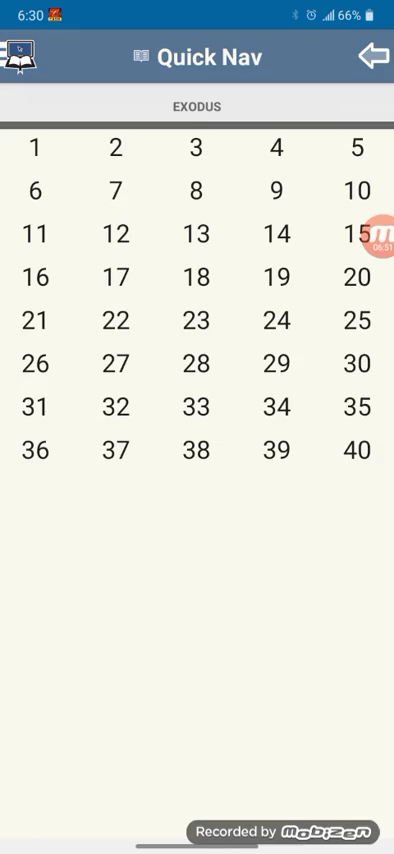 6:30 66%
Quick Nav
EXODUS
1 2 3 4 5
6 7 8 9 10
11 12 13 14 15
06:51
16 17 18 19 20
21 22 23 24 25
26 27 28 29 30
31 32 33 34 35
36 37 38 39 40
Recorded by mobizen